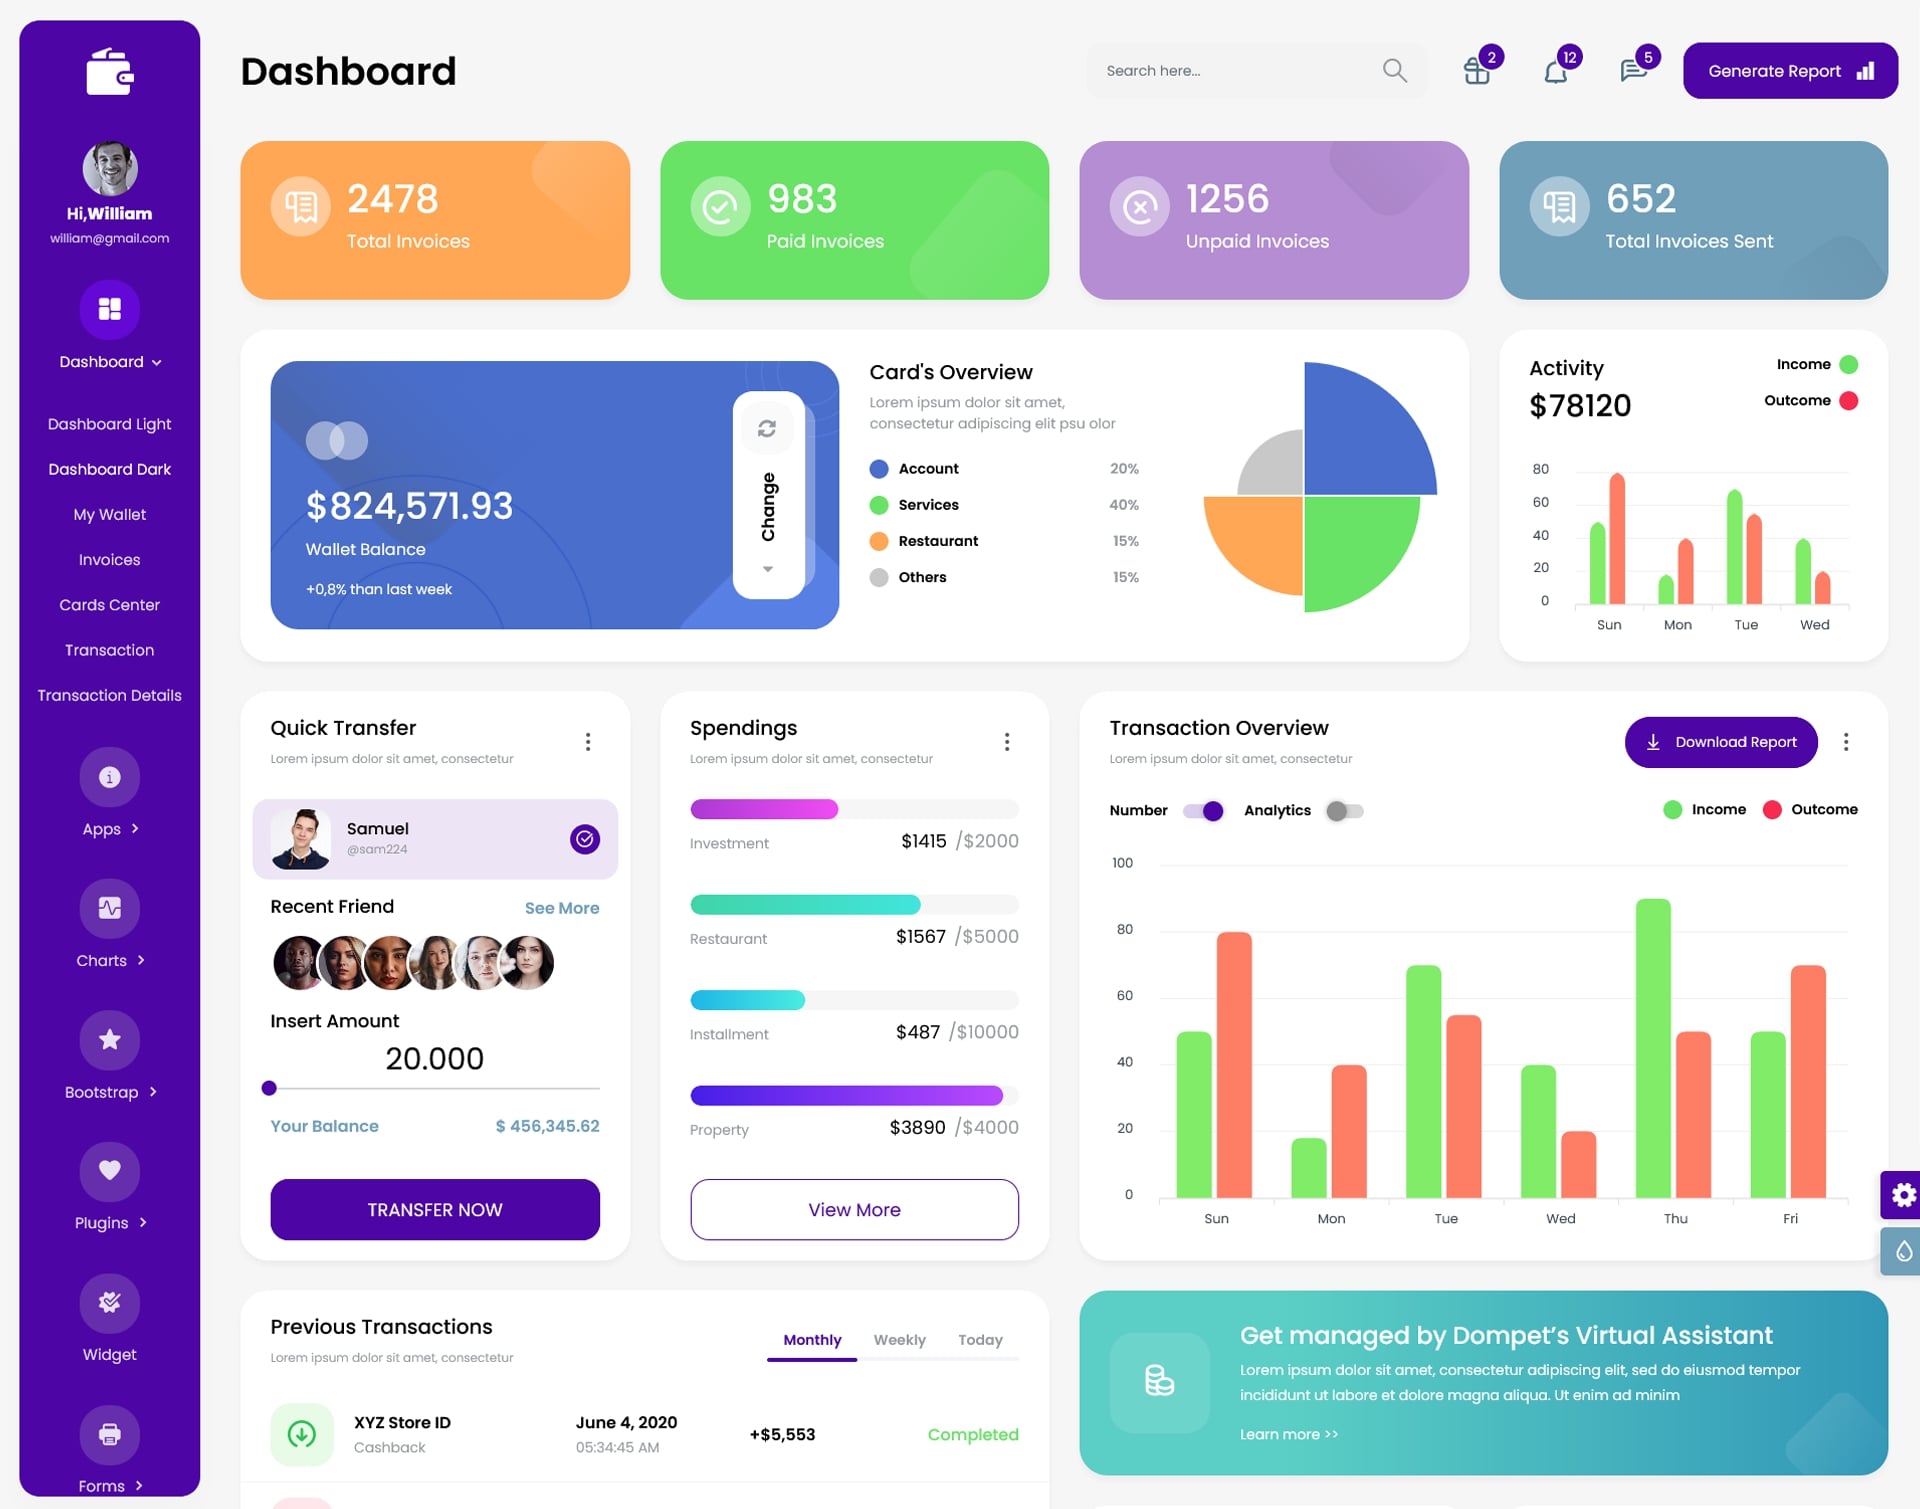 Hi,William
william@gmail.com
Dashboard
Dashboard Light
Dashboard Dark
My Wallet
Invoices
Cards Center
Transaction
Transaction Details
Apps
Charts
Bootstrap
Plugins
Widget
Forms
Dashboard
Search here...
2
12
5
Generate Report
2478
Total Invoices
983
Paid Invoices
1256
Unpaid Invoices
652
Total Invoices Sent
$824,571.93
Wallet Balance
+0,8% than last week
Change
Card's Overview
Lorem ipsum dolor sit amet,
consectetur adipiscing elit psu olor
Account 20%
Services 40%
Restaurant 15%
Others 15%
Activity
$78120
Income
Outcome
80
60
40
20
0
Sun Mon Tue Wed
Quick Transfer
Lorem ipsum dolor sit amet, consectetur
Samuel
@sam224
Recent Friend See More
Insert Amount
20.000
Your Balance $ 456,345.62
TRANSFER NOW
Spendings
Lorem ipsum dolor sit amet, consectetur
Investment $1415 /$2000
Restaurant $1567 /$5000
Installment $487 /$10000
Property $3890 /$4000
View More
Transaction Overview
Lorem ipsum dolor sit amet, consectetur
Download Report
Number Analytics Income Outcome
100
80
60
40
20
0
Sun Mon Tue Wed Thu Fri
Previous Transactions
Lorem ipsum dolor sit amet, consectetur
Monthly Weekly Today
XYZ Store ID June 4, 2020 +$5,553 Completed
Cashback 05:34:45 AM
Get managed by Dompet’s Virtual Assistant
Lorem ipsum dolor sit amet, consectetur adipiscing elit, sed do eiusmod tempor
incididunt ut labore et dolore magna aliqua. Ut enim ad minim
Learn more >>